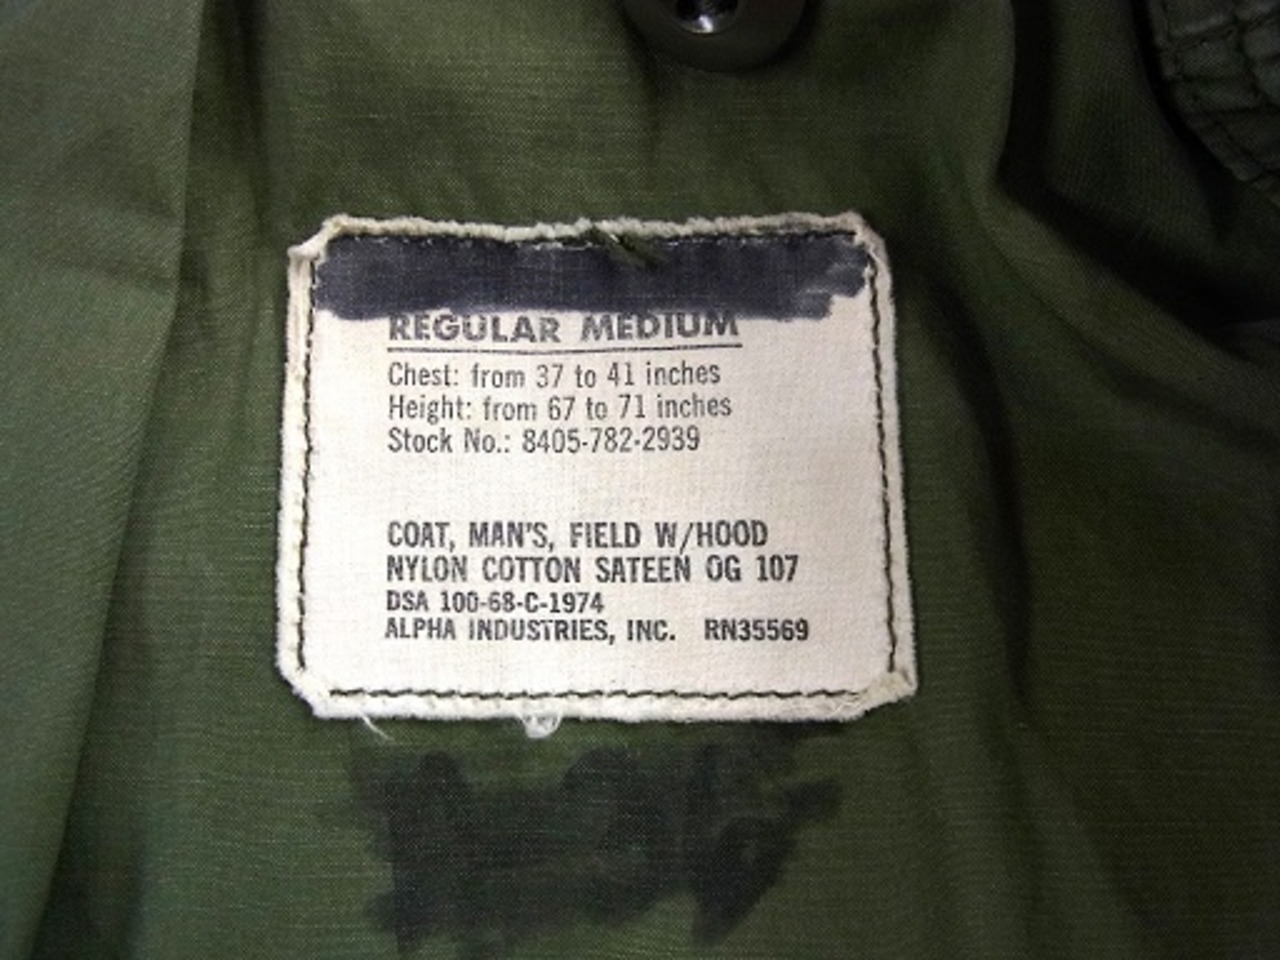 REGULAR MEDIUM
Chest: from 37 to 41 inches
Height: from 67 to 71 inches
Stock No.: 8405-782-2939
COAT, MAN'S, FIELD W/HOOD
NYLON COTTON SATEEN OG 107
DSA 100-68-C-1974
ALPHA INDUSTRIES, INC. RN35569